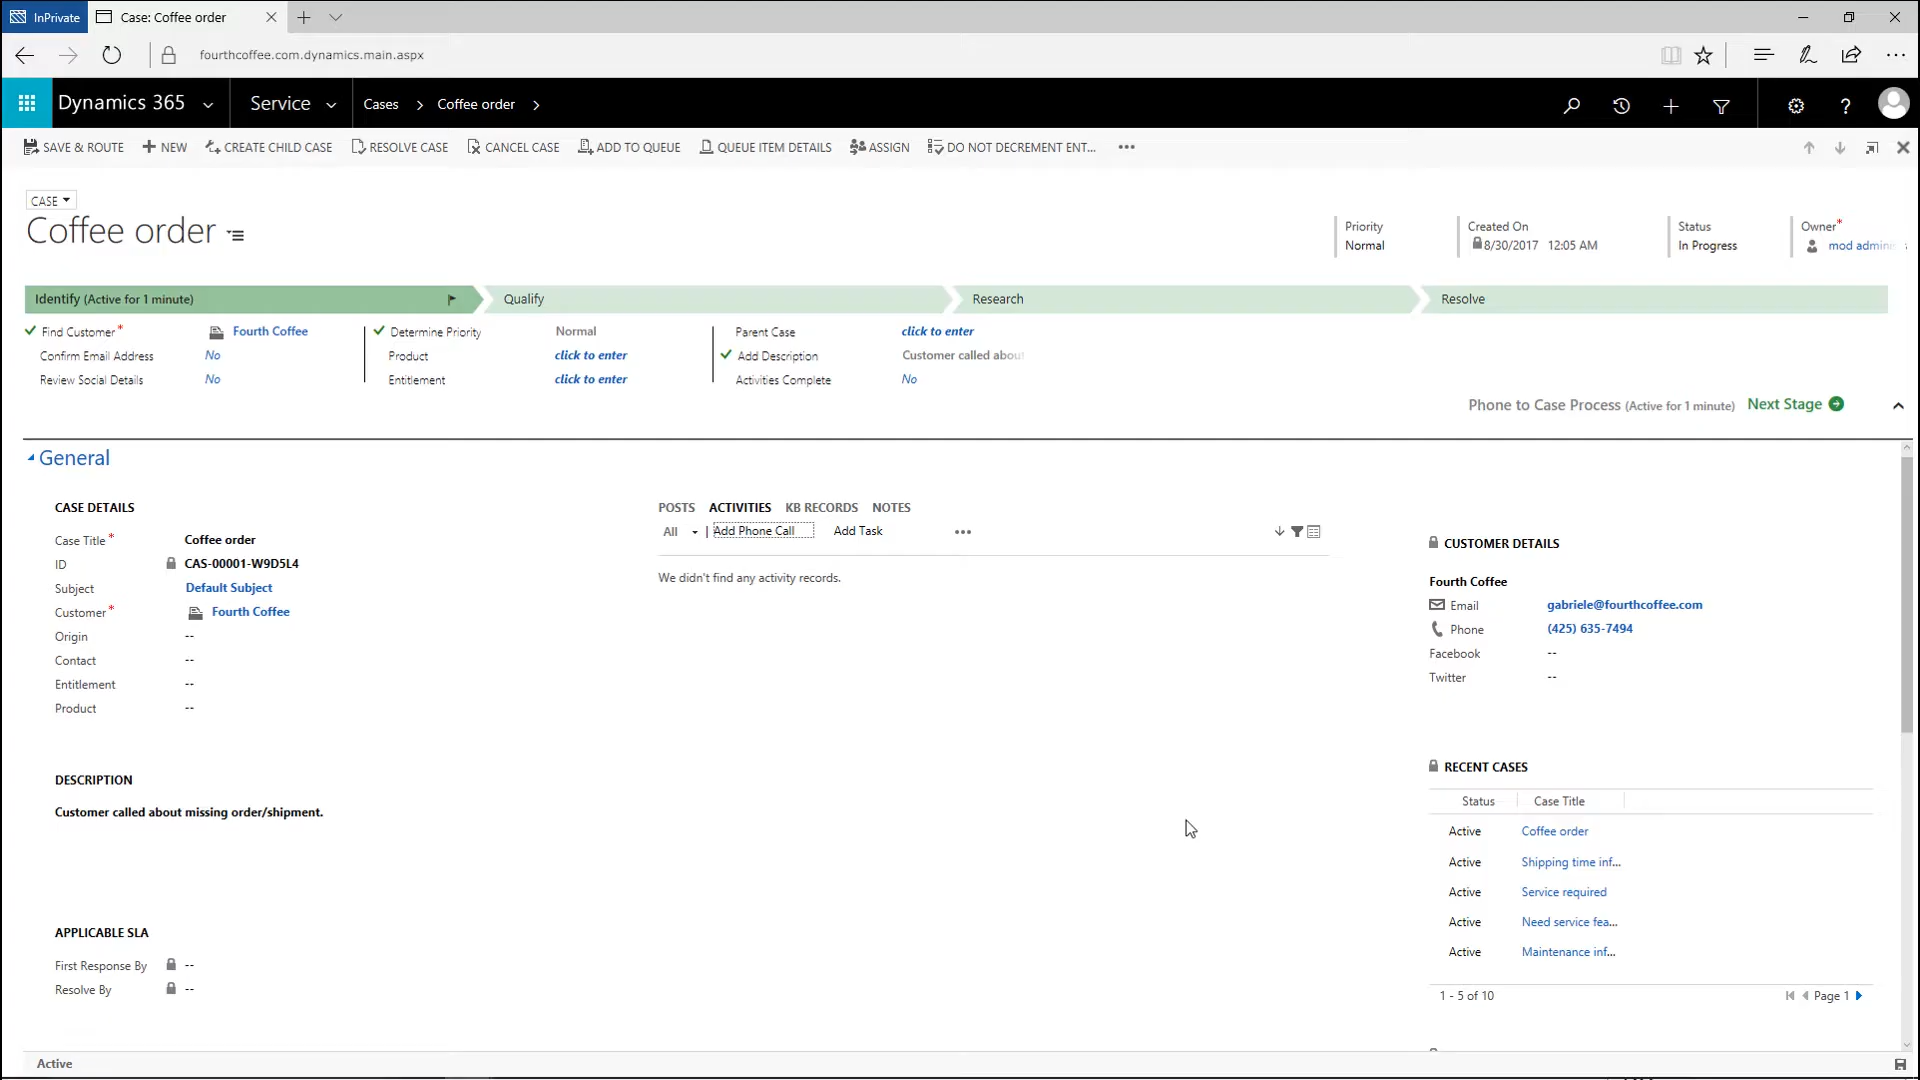 InPrivate
Case: Coffee order
fourthcoffee.com.dynamics.main.aspx
Dynamics 365
Service
Cases > Coffee order >
SAVE & ROUTE
NEW
CREATE CHILD CASE
RESOLVE CASE
CANCEL CASE
ADD TO QUEUE
QUEUE ITEM DETAILS
ASSIGN
DO NOT DECREMENT ENT...
CASE
Coffee order
Priority
Normal
Created On
8/30/2017 12:05 AM
Status
In Progress
Owner*
mod admin
Identify (Active for 1 minute)
Qualify
Research
Resolve
Find Customer* Fourth Coffee
Confirm Email Address No
Review Social Details No
Determine Priority Normal
Product click to enter
Entitlement click to enter
Parent Case click to enter
Add Description Customer called about
Activities Complete No
Phone to Case Process (Active for 1 minute) Next Stage
General
CASE DETAILS
Case Title* Coffee order
ID CAS-00001-W9D5L4
Subject Default Subject
Customer* Fourth Coffee
Origin --
Contact --
Entitlement --
Product --
DESCRIPTION
Customer called about missing order/shipment.
APPLICABLE SLA
First Response By --
Resolve By --
POSTS ACTIVITIES KB RECORDS NOTES
All | Add Phone Call Add Task ...
We didn't find any activity records.
CUSTOMER DETAILS
Fourth Coffee
Email gabriele@fourthcoffee.com
Phone (425) 635-7494
Facebook --
Twitter --
RECENT CASES
Status Case Title
Active Coffee order
Active Shipping time inf...
Active Service required
Active Need service fea...
Active Maintenance inf...
1 - 5 of 10
Page 1
Active